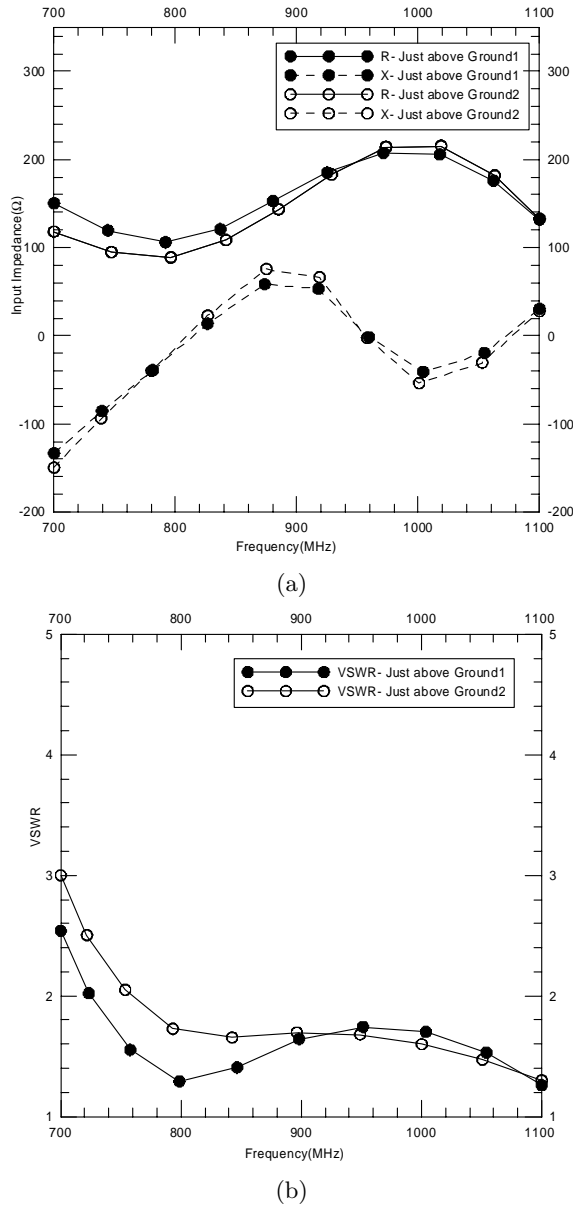 700 800 900 1000 1100
R- Just above Ground1
X- Just above Ground1
R- Just above Ground2
X- Just above Ground2
300 300
200 200
100 100
0 0
-100 -100
-200 -200
Input Impedance(Ω)
700 800 900 1000 1100
Frequency(MHz)
(a)
700 800 900 1000 1100
5 5
VSWR- Just above Ground1
VSWR- Just above Ground2
4 4
3 3
2 2
1 1
VSWR
700 800 900 1000 1100
Frequency(MHz)
(b)